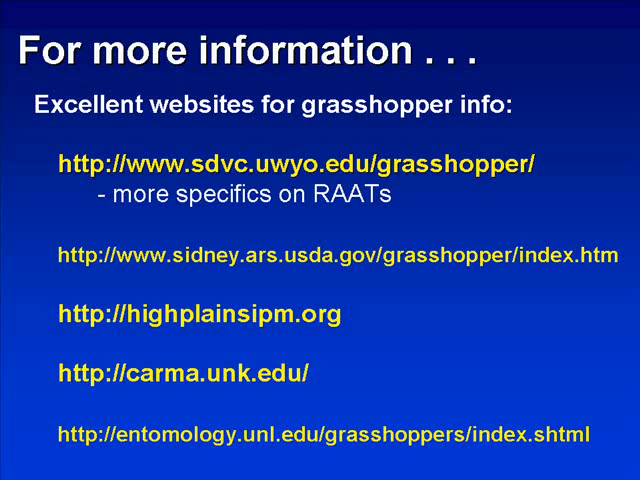 For more information . . .
Excellent websites for grasshopper info:
http://www.sdvc.uwyo.edu/grasshopper/
- more specifics on RAATs
http://www.sidney.ars.usda.gov/grasshopper/index.htm
http://highplainsipm.org
http://carma.unk.edu/
http://entomology.unl.edu/grasshoppers/index.shtml